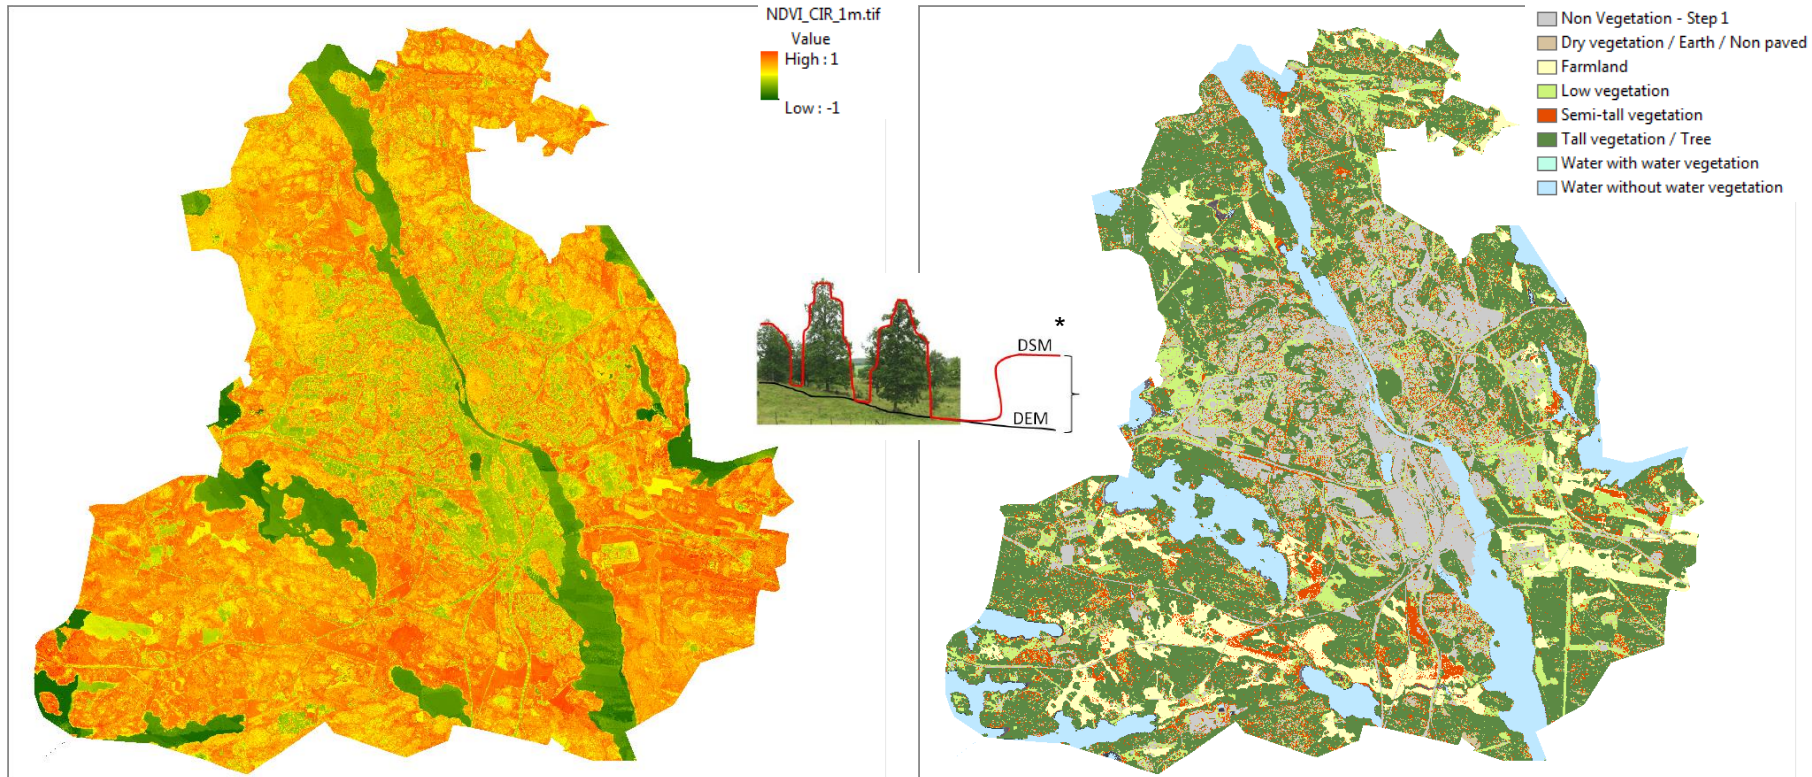 NDVI_CIR_1m.tif
Value
High : 1
Low : -1
Non Vegetation - Step 1
Dry vegetation / Earth / Non paved
Farmland
Low vegetation
Semi-tall vegetation
Tall vegetation / Tree
Water with water vegetation
Water without water vegetation
*
DSM
DEM